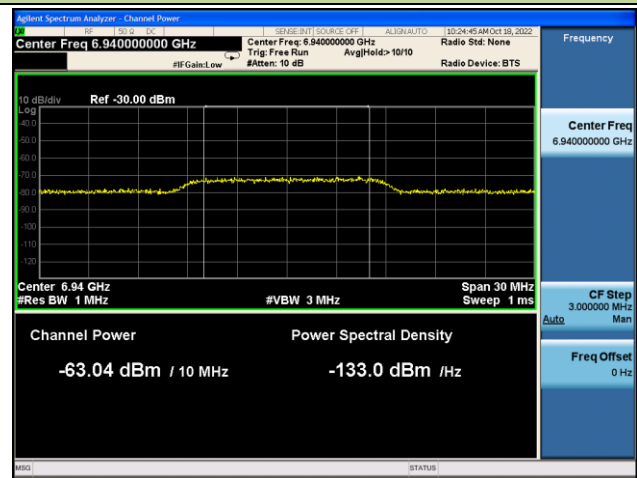 Agilent Spectrum Analyzer - Channel Power
RF 50 Ω DC SENSE:INT SOURCE OFF ALIGN AUTO 10:24:45 AM Oct 18, 2022
Center Freq 6.940000000 GHz
Center Freq: 6.940000000 GHz
Radio Std: None
Trig: Free Run Avg|Hold:> 10/10
#IFGain:Low
#Atten: 10 dB
Radio Device: BTS
Frequency
10 dB/div Ref -30.00 dBm
Log
-40.0
-50.0
-60.0
-70.0
-80.0
-90.0
-100
-110
-120
Center 6.94 GHz Span 30 MHz
#Res BW 1 MHz #VBW 3 MHz Sweep 1 ms
Center Freq
6.940000000 GHz
CF Step
3.000000 MHz
Auto Man
Freq Offset
0 Hz
Channel Power Power Spectral Density
-63.04 dBm / 10 MHz -133.0 dBm /Hz
MSG STATUS